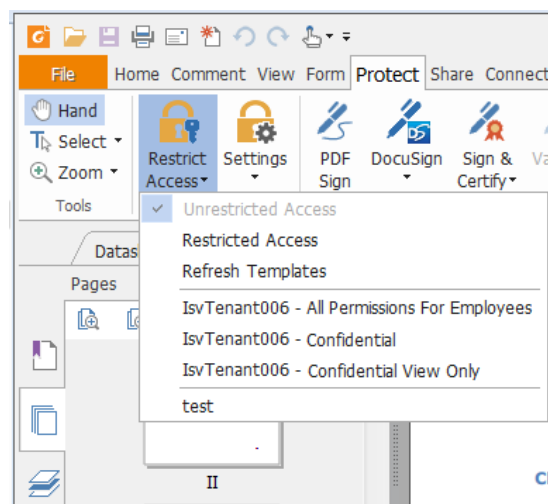 File Home Comment View Form Protect Share Connect
Hand
Select
Zoom
Tools
Restrict Access
Settings
PDF Sign
DocuSign
Sign & Certify
Unrestricted Access
Restricted Access
Refresh Templates
IsvTenant006 - All Permissions For Employees
IsvTenant006 - Confidential
IsvTenant006 - Confidential View Only
test
Datas
Pages
II